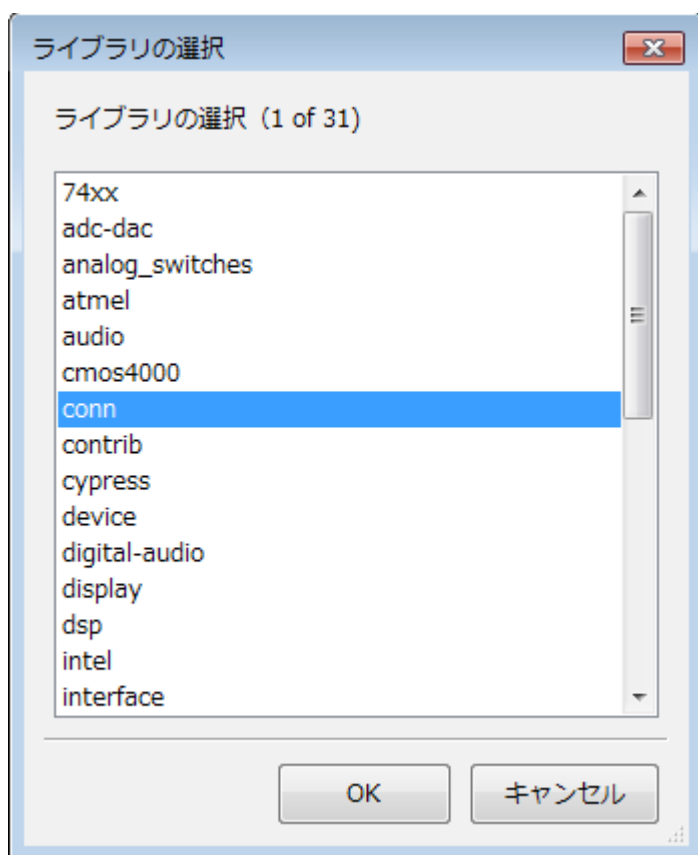 ライブラリの選択
ライブラリの選択 (1 of 31)
74xx
adc-dac
analog_switches
atmel
audio
cmos4000
conn
contrib
cypress
device
digital-audio
display
dsp
intel
interface
OK
キャンセル